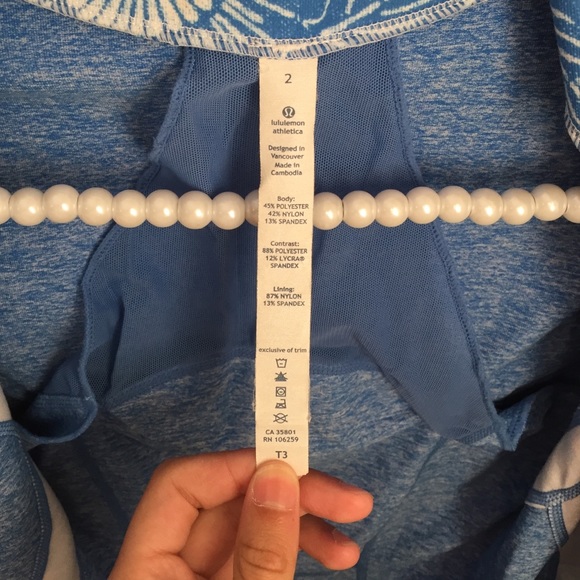 2
lululemon
athletica
Designed in
Vancouver
Made in
Cambodia
Body:
45% POLYESTER
42% NYLON
13% SPANDEX
Contrast:
88% POLYESTER
12% LYCRA®
SPANDEX
Lining:
87% NYLON
13% SPANDEX
exclusive of trim
CA 35801
RN 106259
T3